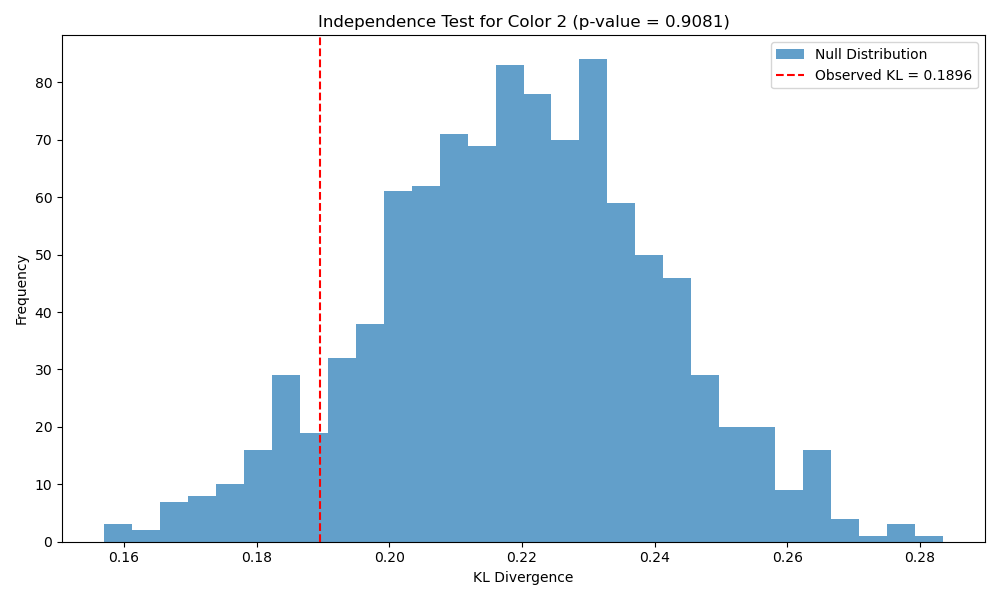 Independence Test for Color 2 (p-value = 0.9081)
Null Distribution
Observed KL = 0.1896
80
70
60
50
40
30
20
10
0
Frequency
0.16 0.18 0.20 0.22 0.24 0.26 0.28
KL Divergence